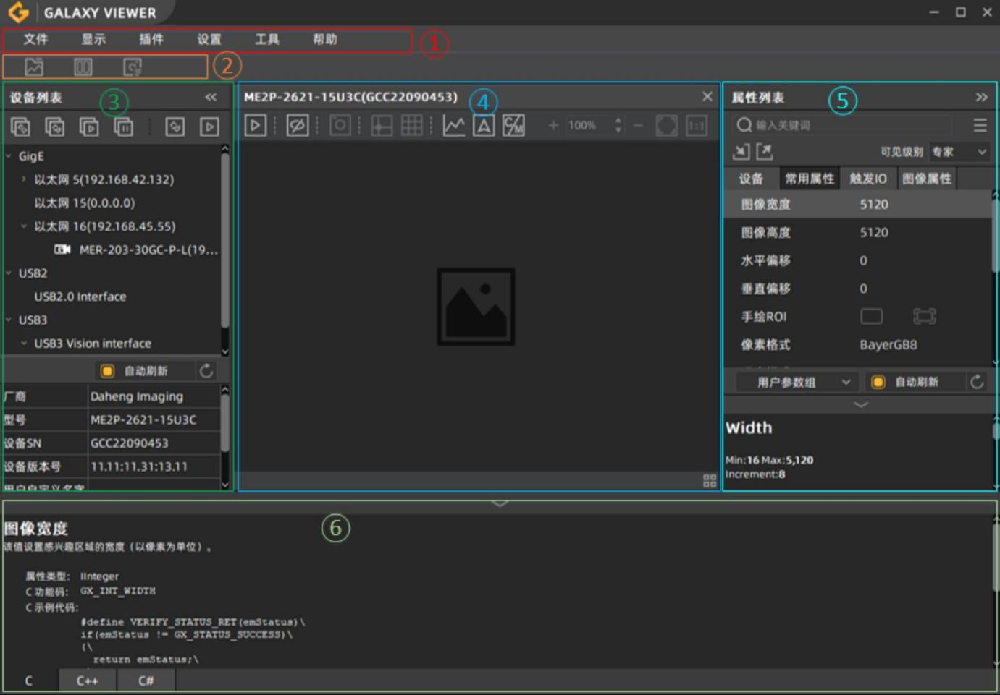 GALAXY VIEWER
文件 显示 插件 设置 工具 帮助 ①
②
设备列表 ③
GigE
以太网 5(192.168.42.132)
以太网 15(0.0.0.0)
以太网 16(192.168.45.55)
MER-203-30GC-P-L(19...
USB2
USB2.0 Interface
USB3
USB3 Vision interface
自动刷新
厂商 Daheng Imaging
型号 ME2P-2621-15U3C
设备SN GCC22090453
设备版本号 11.11:11.31:13.11
用户自定义名字
ME2P-2621-15U3C(GCC22090453) ④
C/M + 100% - 1:1
属性列表 ⑤
输入关键词
可见级别 专家
设备 常用属性 触发IO 图像属性
图像宽度 5120
图像高度 5120
水平偏移 0
垂直偏移 0
手绘ROI
像素格式 BayerGB8
用户参数组 自动刷新
Width
Min:16 Max:5,120
Increment:8
图像宽度 ⑥
该值设置感兴趣区域的宽度（以像素为单位）。
属性类型: IInteger
C 功能码: GX_INT_WIDTH
C 示例代码:
#define VERIFY_STATUS_RET(emStatus)\
if(emStatus != GX_STATUS_SUCCESS)\
{\
return emStatus;\
C C++ C#